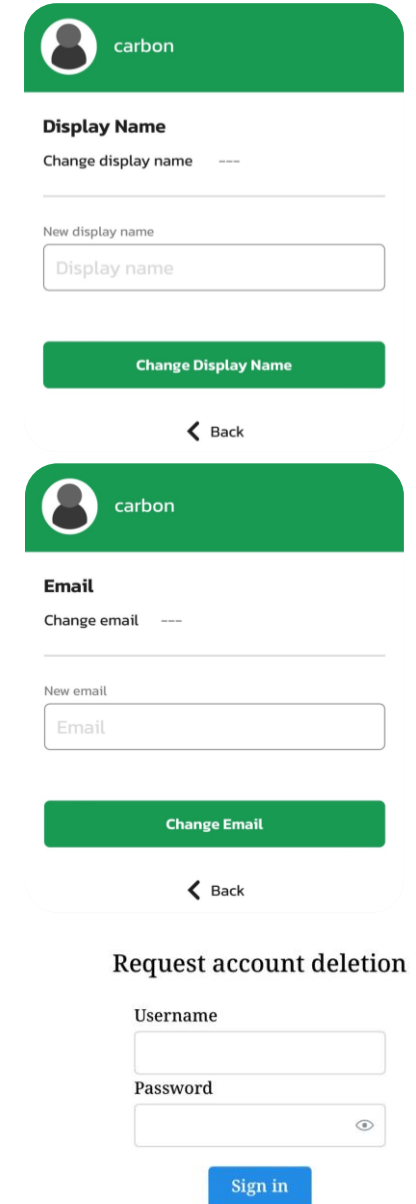 carbon
Display Name
Change display name ---
New display name
Display name
Change Display Name
Back
carbon
Email
Change email ---
New email
Email
Change Email
Back
Request account deletion
Username
Password
Sign in